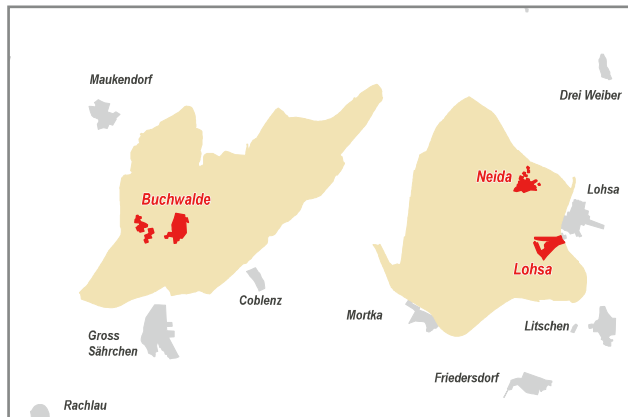 Maukendorf
Drei Weiber
Neida
Lohsa
Buchwalde
Lohsa
Coblenz
Mortka
Litschen
Gross
Sährchen
Friedersdorf
Rachlau